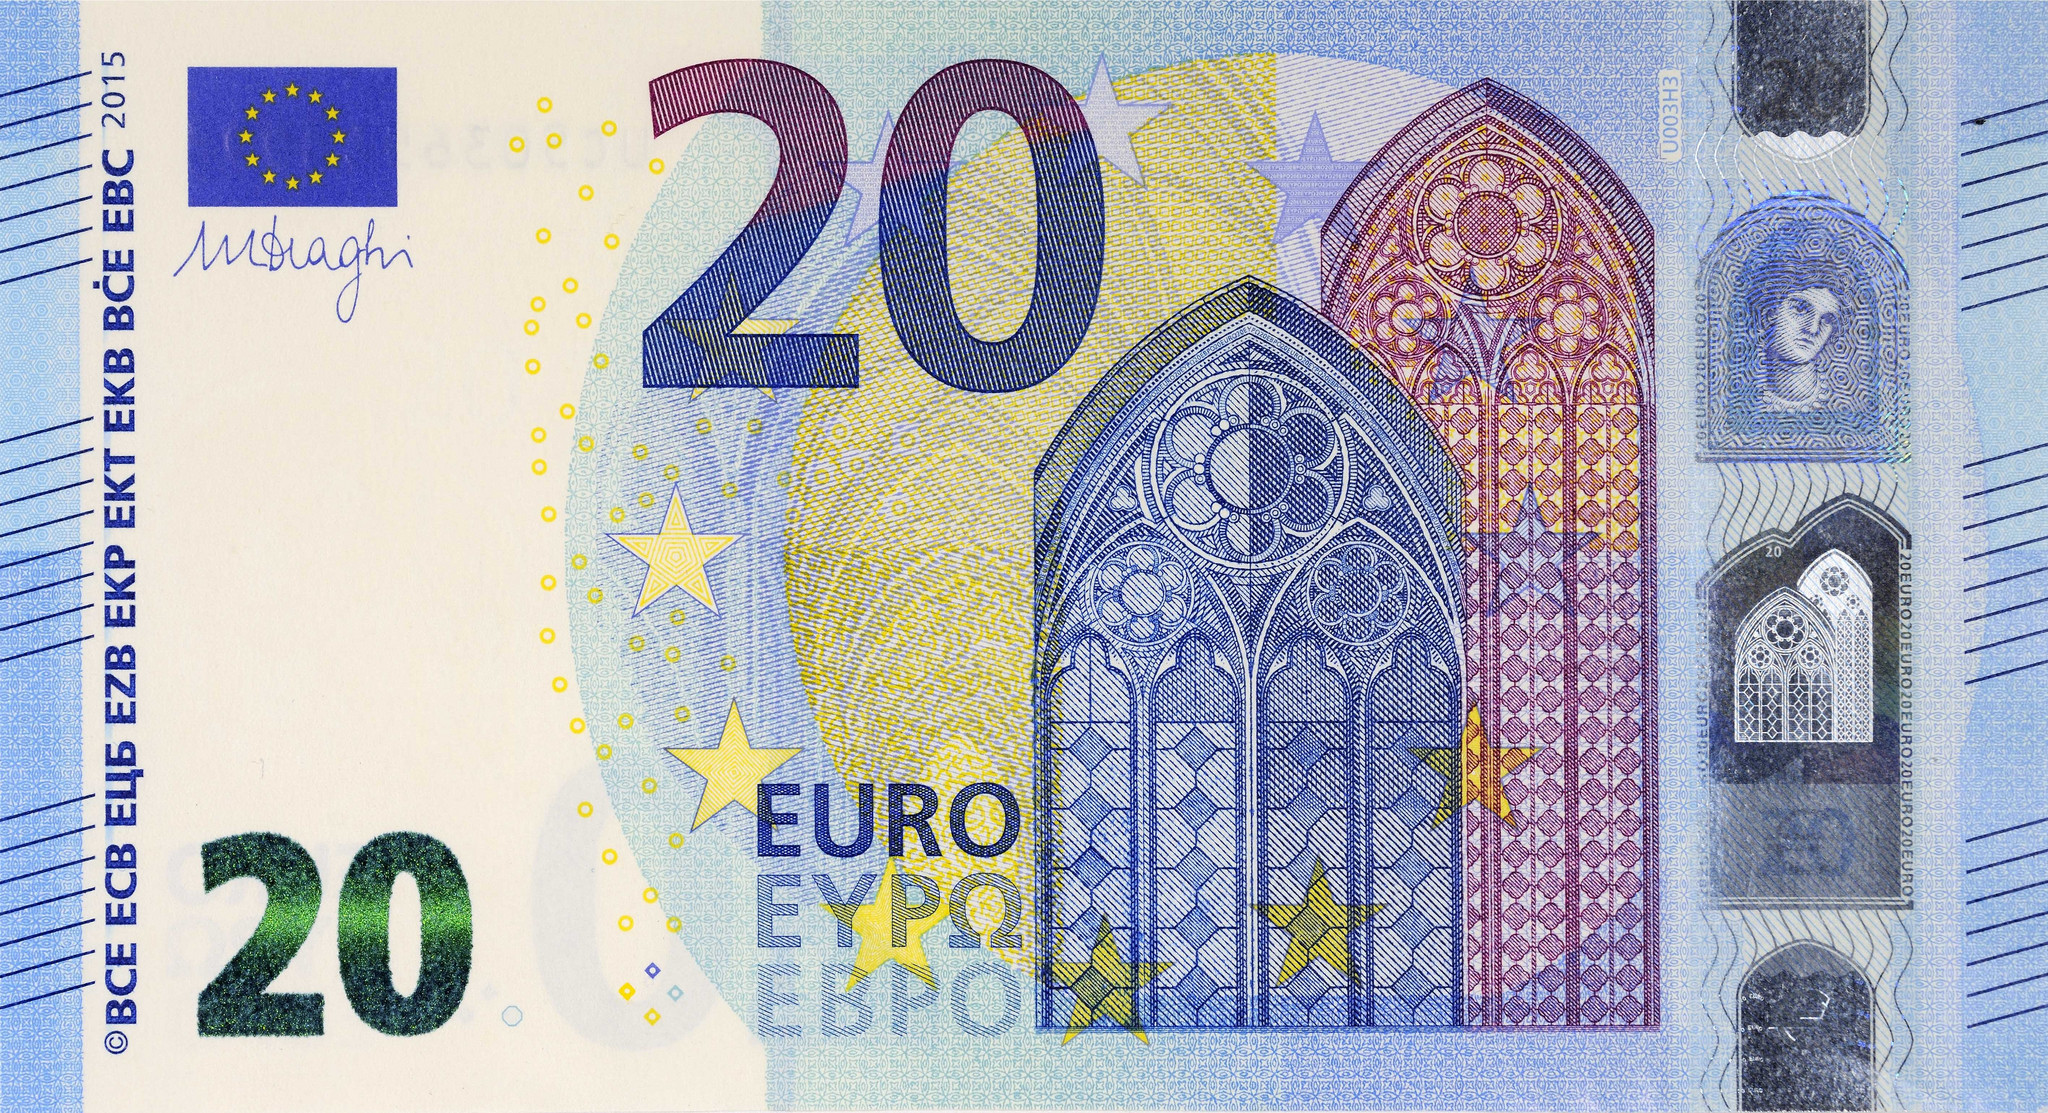 ©BCE ECB ЕЦБ EZB EKP EKT EKB BĊE EBC 2015
MDraghi
20
U003H3
20
EURO
ΕΥΡΩ
ЕВРО
20
20EURO20EURO20EURO20EURO